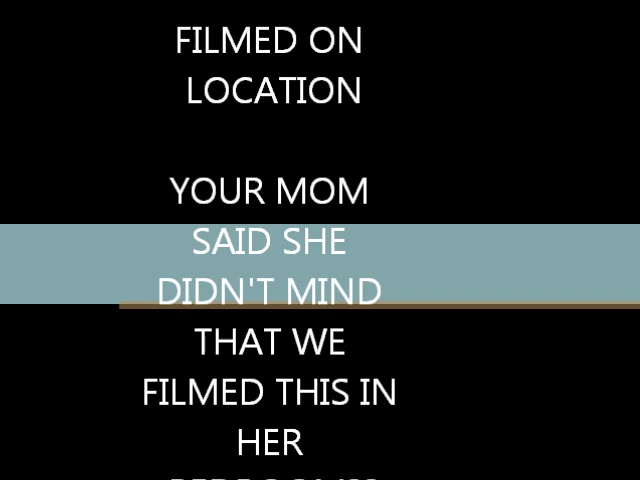 FILMED ON
LOCATION
YOUR MOM
SAID SHE
DIDN'T MIND
THAT WE
FILMED THIS IN
HER